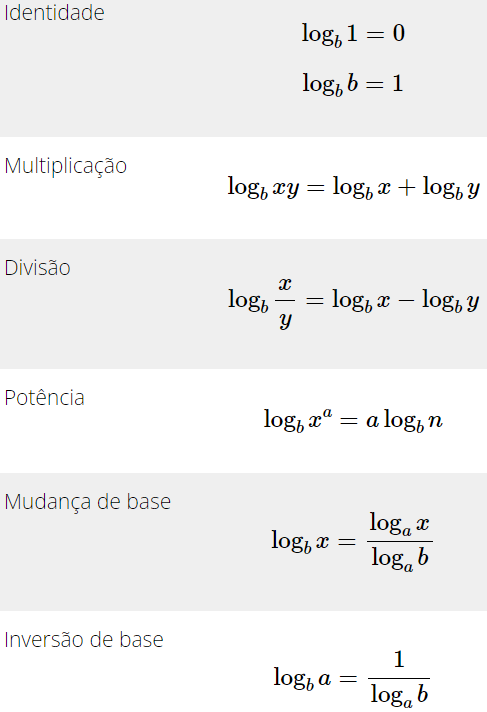 Identidade
log_b 1 = 0
log_b b = 1
Multiplicação
log_b xy = log_b x + log_b y
Divisão
log_b \frac{x}{y} = log_b x − log_b y
Potência
log_b x^a = a log_b n
Mudança de base
log_b x = \frac{log_a x}{log_a b}
Inversão de base
log_b a = \frac{1}{log_a b}